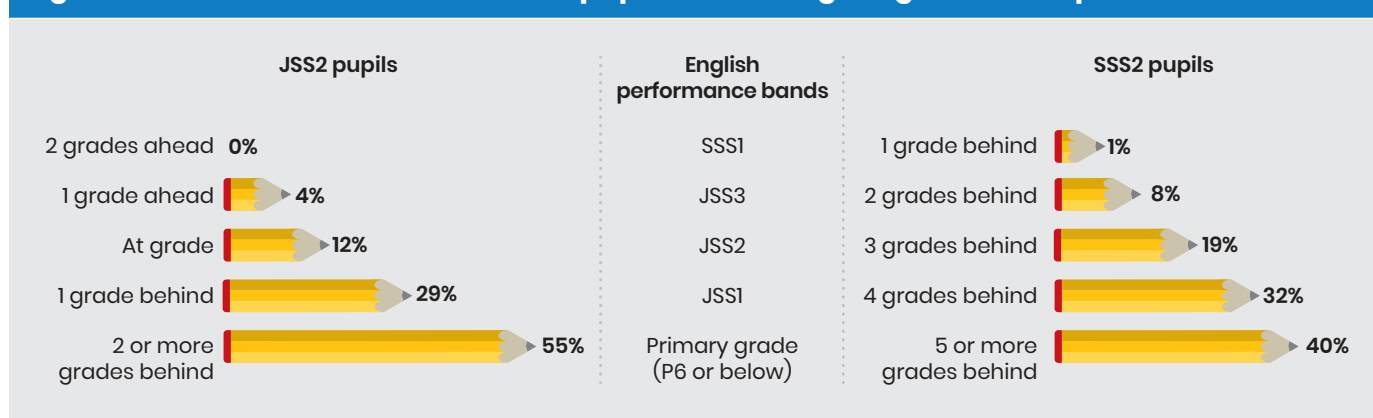 JSS2 pupils
English
performance bands
SSS2 pupils
2 grades ahead 0% SSS1 1 grade behind 1%
1 grade ahead 4% JSS3 2 grades behind 8%
At grade 12% JSS2 3 grades behind 19%
1 grade behind 29% JSS1 4 grades behind 32%
2 or more 55% Primary grade 5 or more 40%
grades behind (P6 or below) grades behind